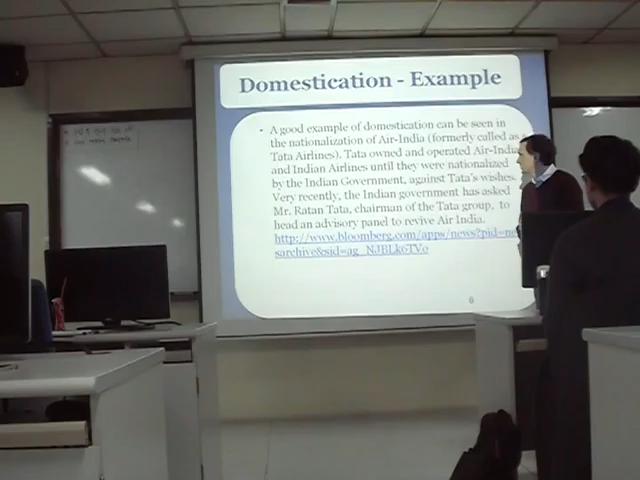 Domestication - Example
• A good example of domestication can be seen in
the nationalization of Air-India (formerly called as
Tata Airlines). Tata owned and operated Air-India
and Indian Airlines until they were nationalized
by the Indian Government, against Tata's wishes.
Very recently, the Indian government has asked
Mr. Ratan Tata, chairman of the Tata group, to
head an advisory panel to revive Air India.
http://www.bloomberg.com/apps/news?pid=ne
sarchive&sid=ag_NJBLk6TV0
6